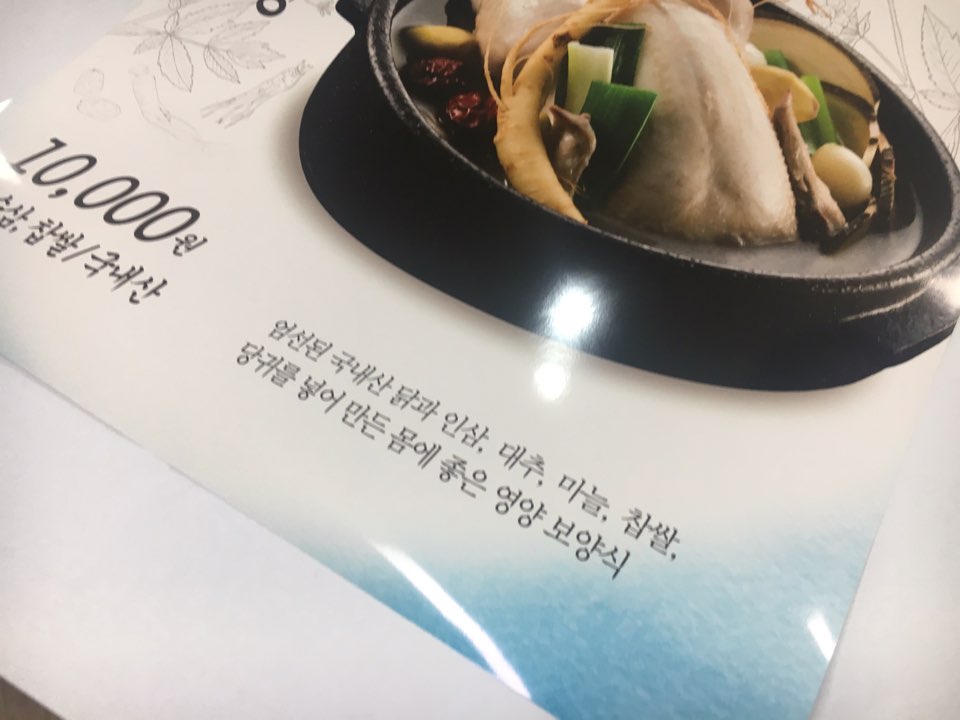 10,000원
수삼, 찹쌀/국내산
엄선된 국내산 닭과 인삼, 대추, 마늘, 찹쌀,
당귀를 넣어 만든 몸에 좋은 영양 보양식